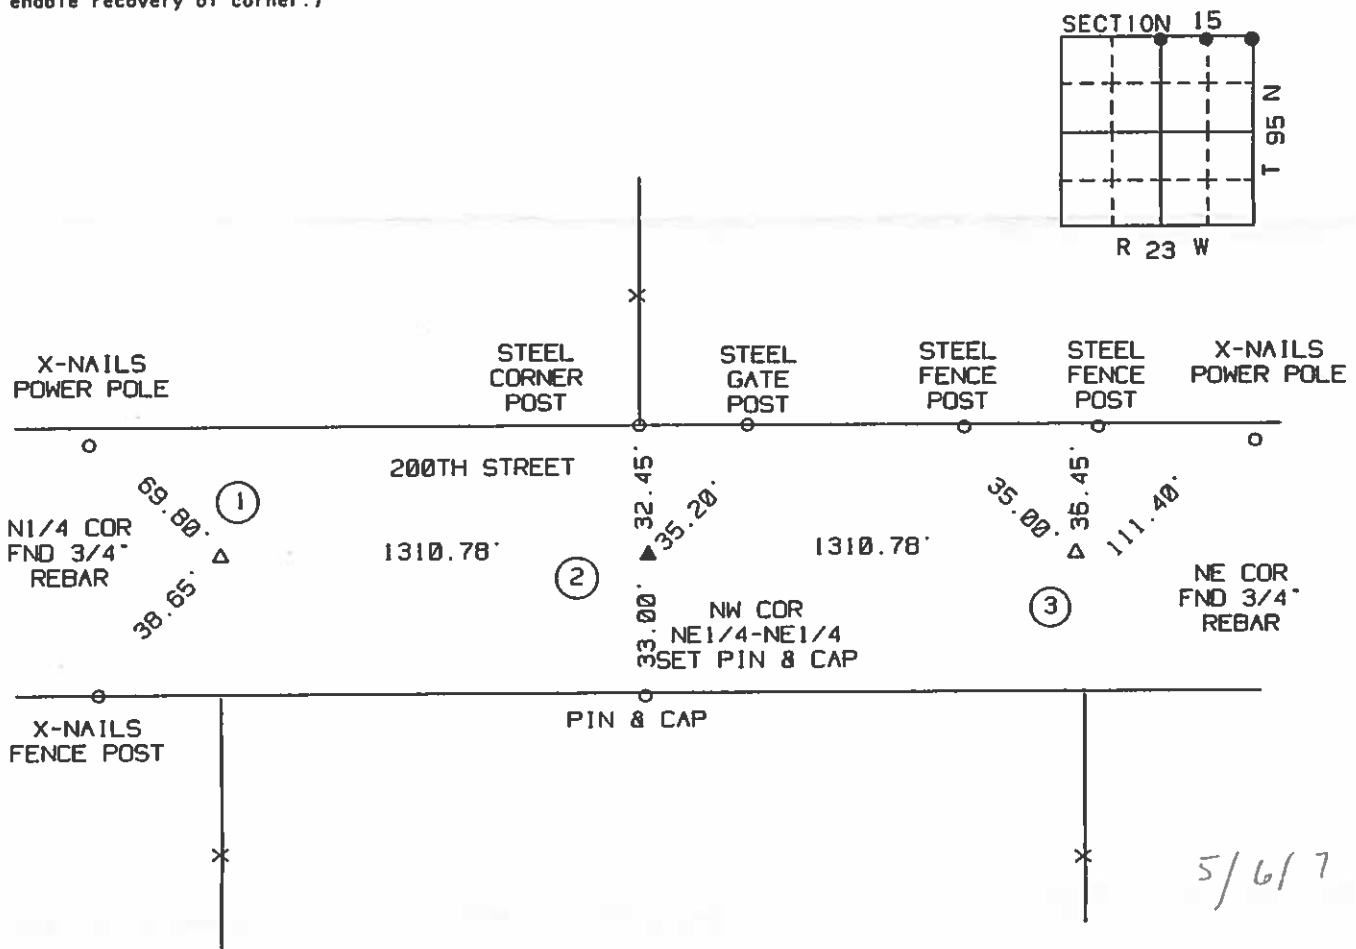 enable recovery of corner.)
SECTION 15
T 95 N
R 23 W
X-NAILS
POWER POLE
STEEL
CORNER
POST
STEEL
GATE
POST
STEEL
FENCE
POST
STEEL
FENCE
POST
X-NAILS
POWER POLE
200TH STREET
69.80'
1
N1/4 COR
FND 3/4"
REBAR
38.65'
1310.78'
2
32.45'
35.20'
33.00'
1310.78'
NW COR
NE1/4-NE1/4
SET PIN & CAP
35.00'
36.45'
111.40'
3
NE COR
FND 3/4"
REBAR
X-NAILS
FENCE POST
PIN & CAP
5/6/7